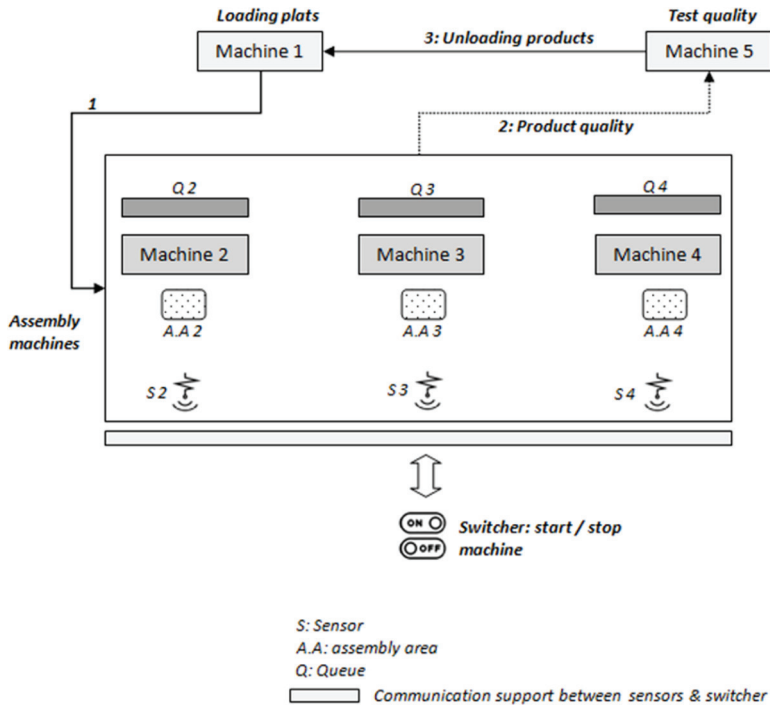 Loading plats
Test quality
Machine 1
3: Unloading products
Machine 5
1
2: Product quality
Q 2
Q 3
Q 4
Machine 2
Machine 3
Machine 4
A.A 2
A.A 3
A.A 4
Assembly
machines
S 2
S 3
S 4
ON
OFF
Switcher: start / stop
machine
S: Sensor
A.A: assembly area
Q: Queue
Communication support between sensors & switcher